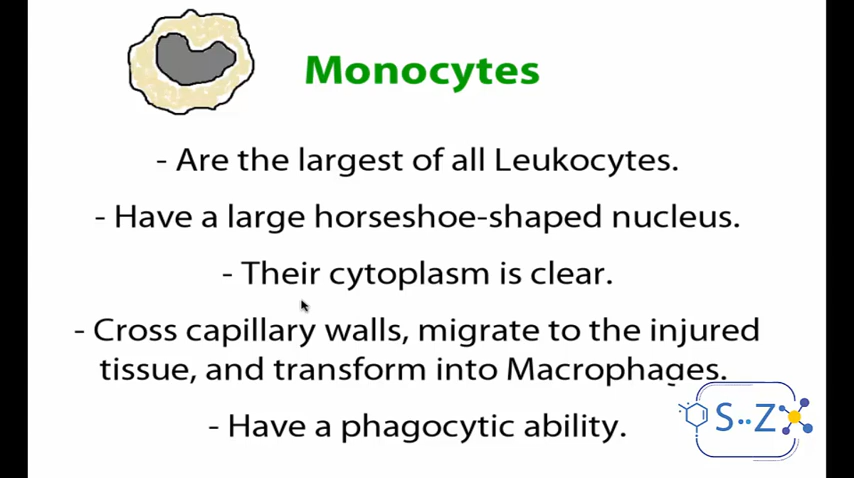 Monocytes
- Are the largest of all Leukocytes.
- Have a large horseshoe-shaped nucleus.
- Their cytoplasm is clear.
- Cross capillary walls, migrate to the injured
tissue, and transform into Macrophages.
- Have a phagocytic ability.
S..Z